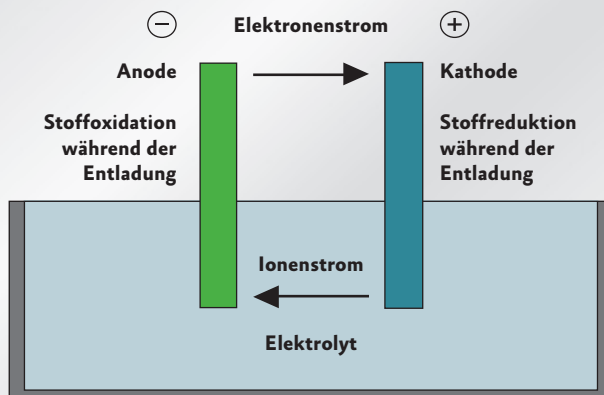 ⊖ Elektronenstrom ⊕
Anode
Kathode
Stoffoxidation
während der
Entladung
Stoffreduktion
während der
Entladung
Ionenstrom
Elektrolyt